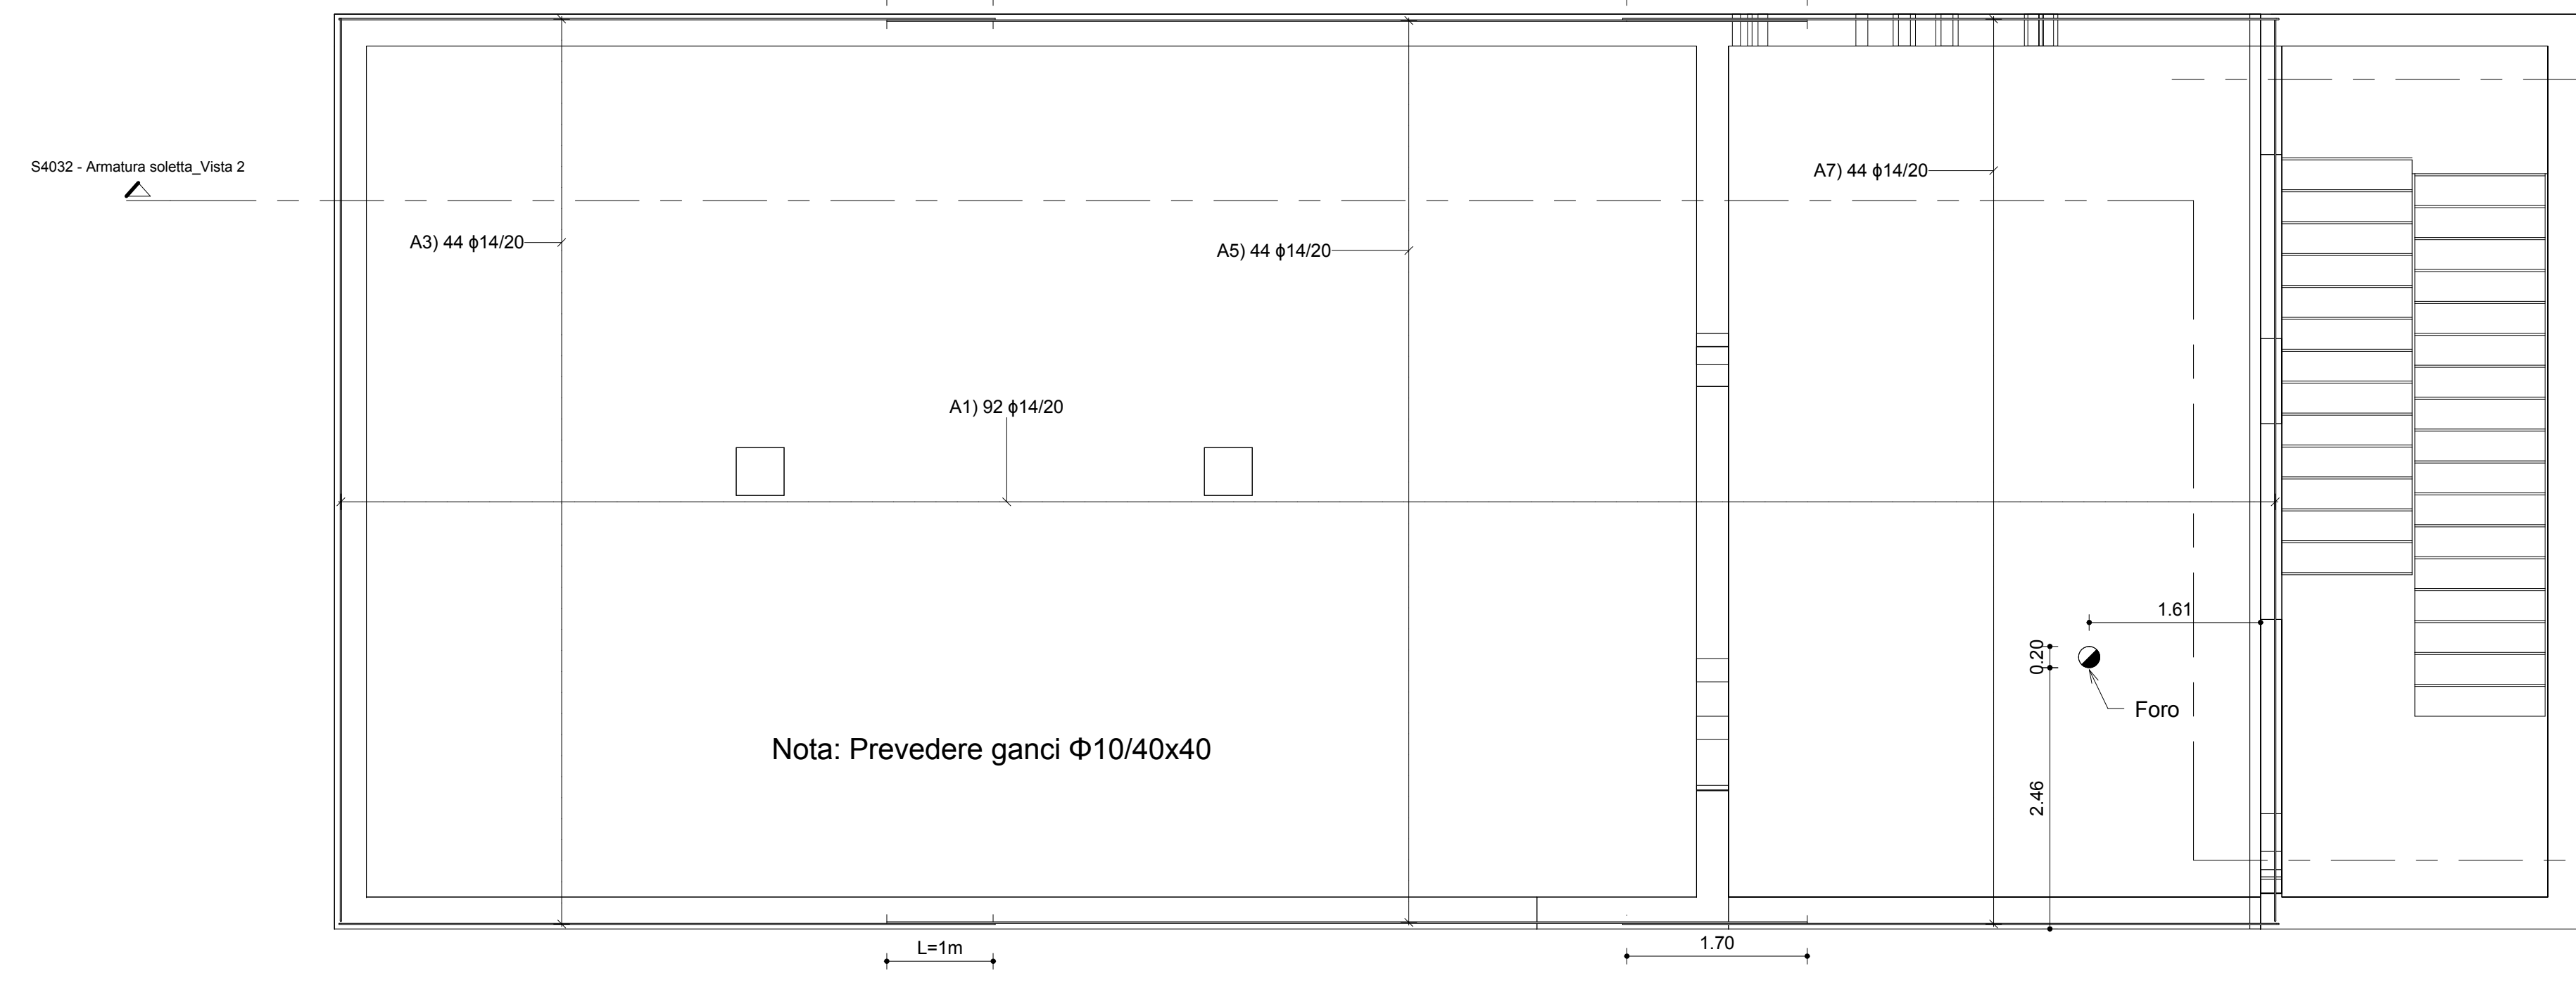 S4032 - Armatura soletta_Vista 2
A7) 44 ϕ14/20
A3) 44 ϕ14/20
A5) 44 ϕ14/20
A1) 92 ϕ14/20
1.61
0.20
Foro
Nota: Prevedere ganci Φ10/40x40
2.46
L=1m
1.70